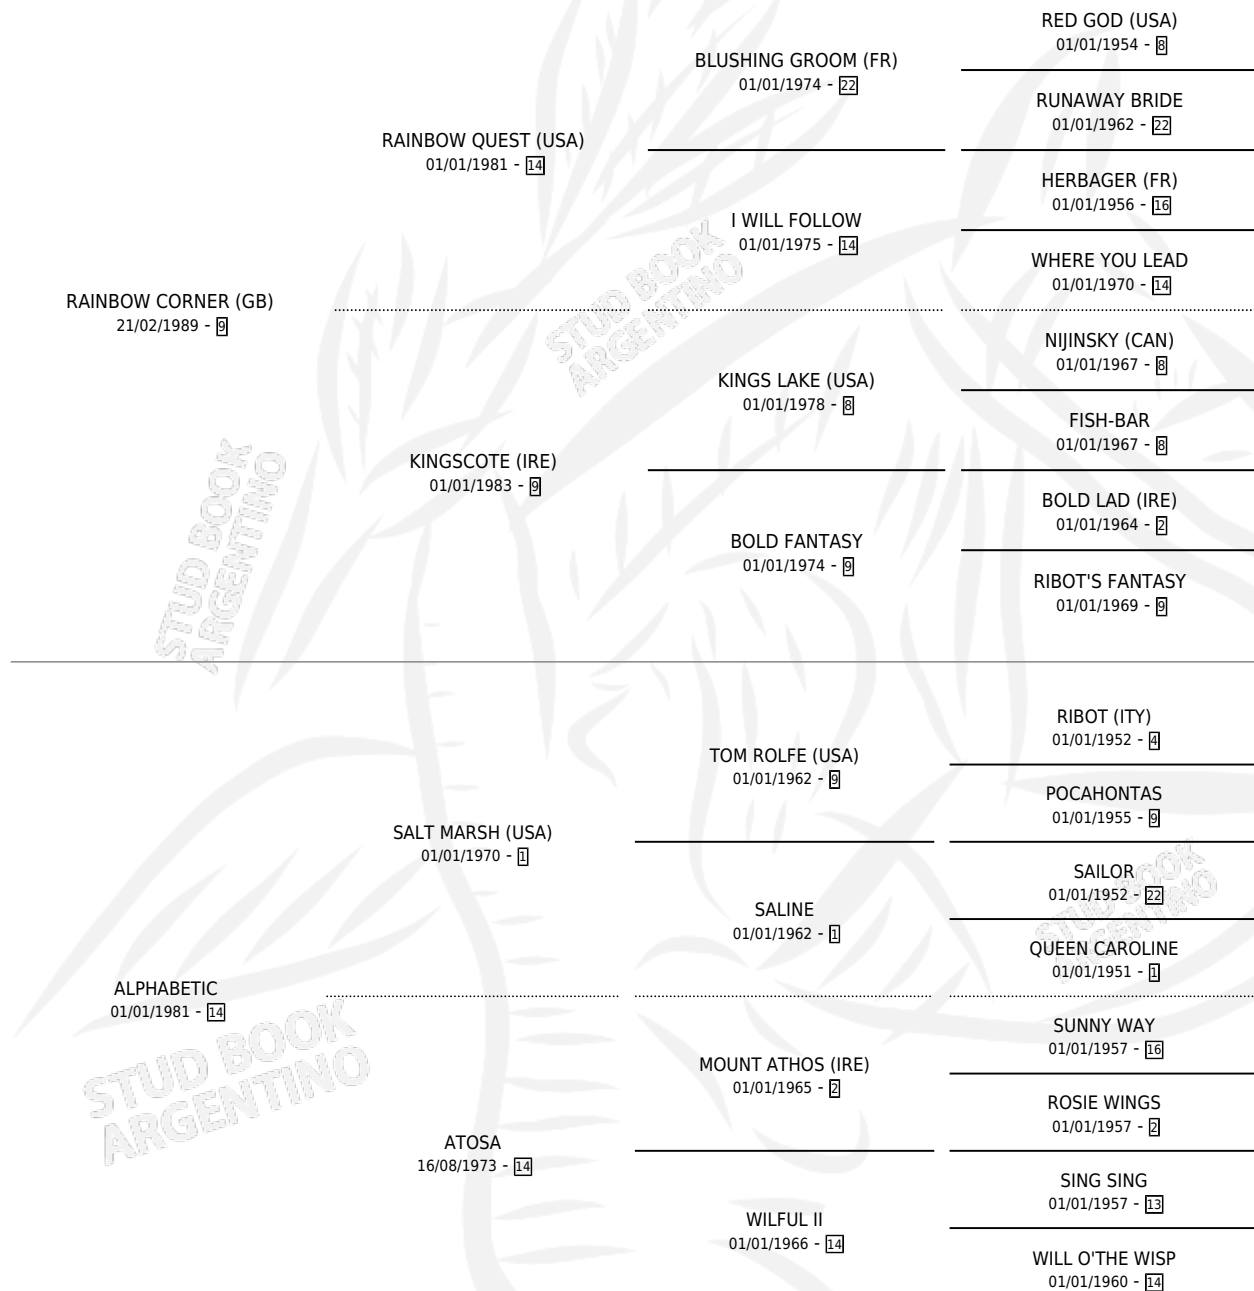 RED GOD (USA)
01/01/1954 - 8
BLUSHING GROOM (FR)
01/01/1974 - 22
RUNAWAY BRIDE
01/01/1962 - 22
RAINBOW QUEST (USA)
01/01/1981 - 14
HERBAGER (FR)
01/01/1956 - 16
I WILL FOLLOW
01/01/1975 - 14
WHERE YOU LEAD
01/01/1970 - 14
RAINBOW CORNER (GB)
21/02/1989 - 9
NIJINSKY (CAN)
01/01/1967 - 8
KINGS LAKE (USA)
01/01/1978 - 8
FISH-BAR
01/01/1967 - 8
KINGSCOTE (IRE)
01/01/1983 - 9
BOLD LAD (IRE)
01/01/1964 - 2
BOLD FANTASY
01/01/1974 - 9
RIBOT'S FANTASY
01/01/1969 - 9
STUD BOOK
ARGENTINO
STUD BOOK
ARGENTINO
RIBOT (ITY)
01/01/1952 - 4
TOM ROLFE (USA)
01/01/1962 - 9
POCAHONTAS
01/01/1955 - 9
SALT MARSH (USA)
01/01/1970 - 1
SAILOR
01/01/1952 - 22
SALINE
01/01/1962 - 1
QUEEN CAROLINE
01/01/1951 - 1
STUD BOOK
ARGENTINO
ALPHABETIC
01/01/1981 - 14
SUNNY WAY
01/01/1957 - 16
MOUNT ATHOS (IRE)
01/01/1965 - 2
ROSIE WINGS
01/01/1957 - 2
STUD BOOK
ARGENTINO
ATOSA
16/08/1973 - 14
SING SING
01/01/1957 - 13
WILFUL II
01/01/1966 - 14
WILL O'THE WISP
01/01/1960 - 14